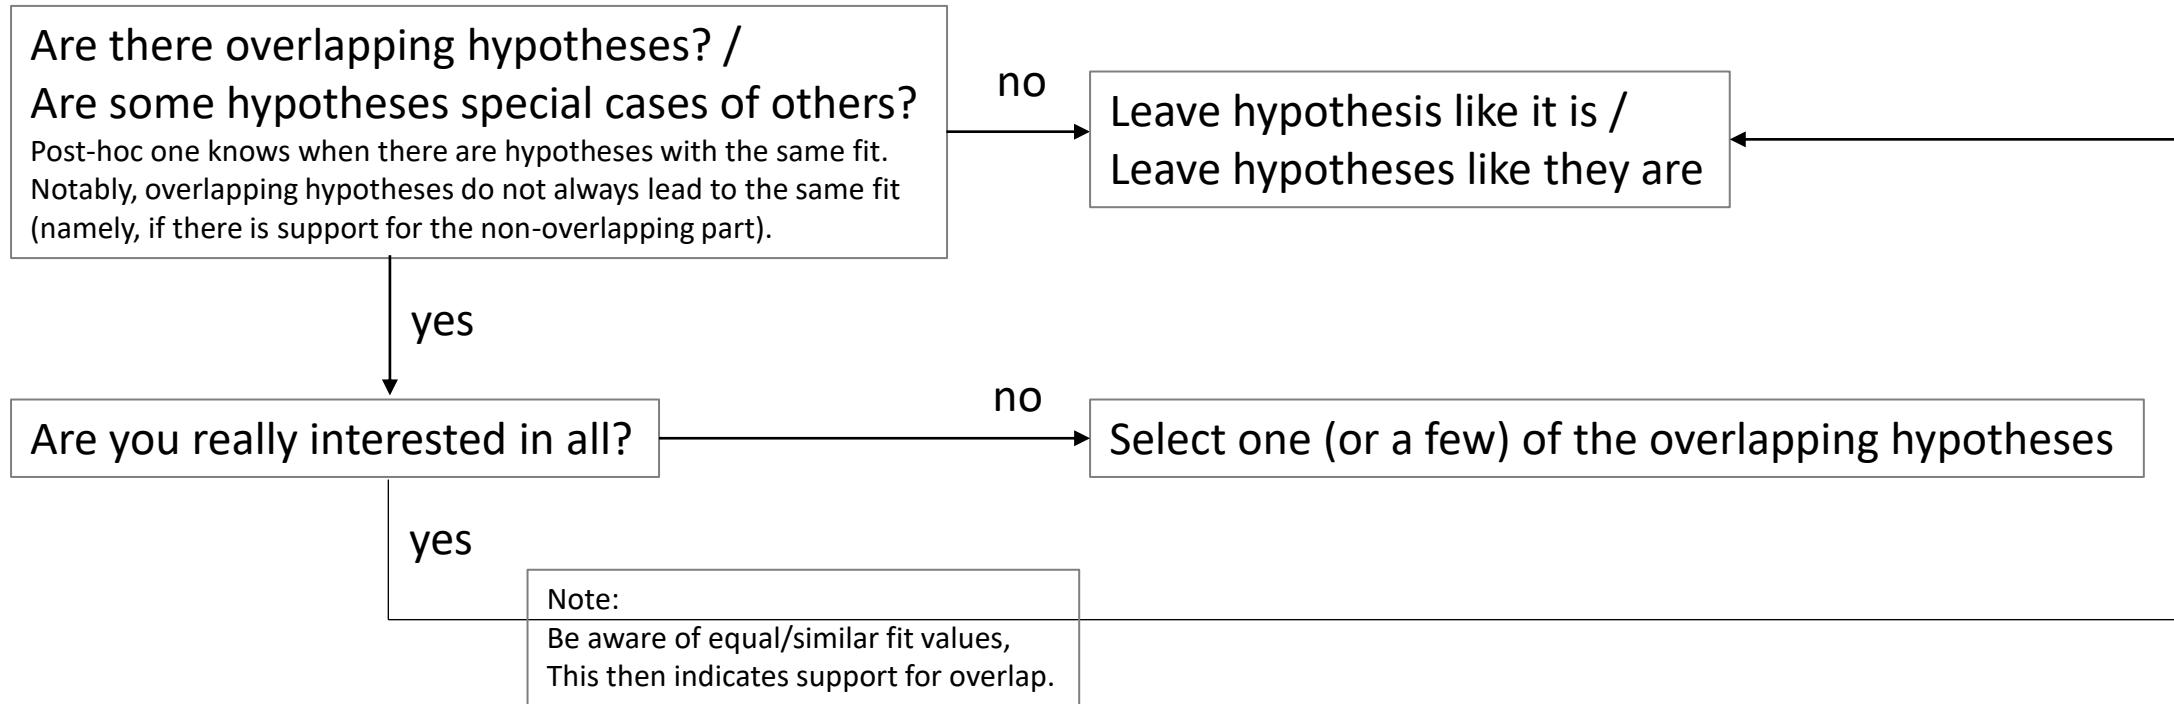 Are there overlapping hypotheses? /
Are some hypotheses special cases of others?
Post-hoc one knows when there are hypotheses with the same fit.
Notably, overlapping hypotheses do not always lead to the same fit
(namely, if there is support for the non-overlapping part).
no
Leave hypothesis like it is /
Leave hypotheses like they are
yes
Are you really interested in all?
no
Select one (or a few) of the overlapping hypotheses
yes
Note:
Be aware of equal/similar fit values,
This then indicates support for overlap.